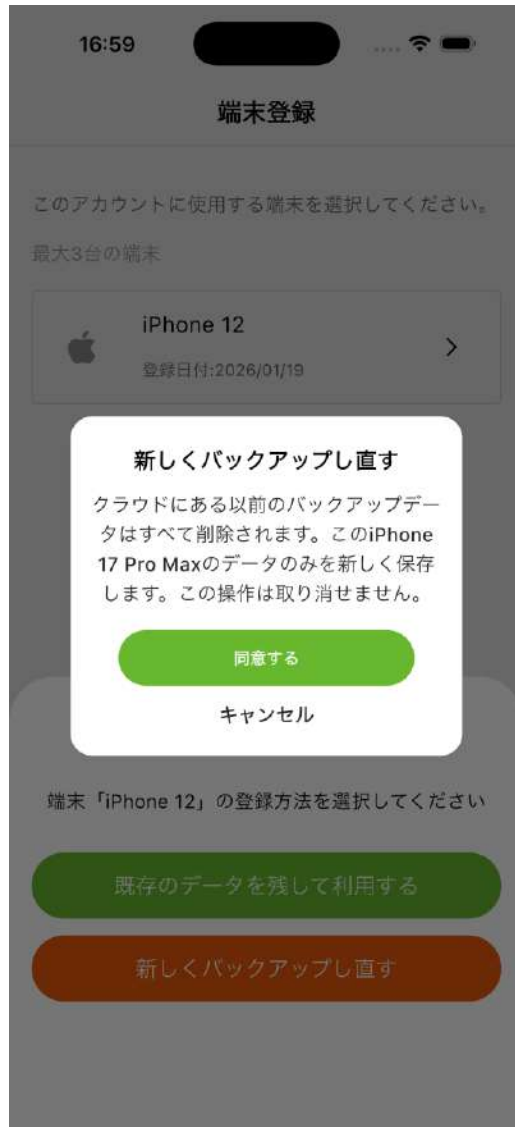 16:59
端末登録
このアカウントに使用する端末を選択してください。
最大3台の端末
iPhone 12
登録日付:2026/01/19
新しくバックアップし直す
クラウドにある以前のバックアップデー
タはすべて削除されます。このiPhone
17 Pro Maxのデータのみを新しく保存
します。この操作は取り消せません。
同意する
キャンセル
端末「iPhone 12」の登録方法を選択してください
既存のデータを残して利用する
新しくバックアップし直す